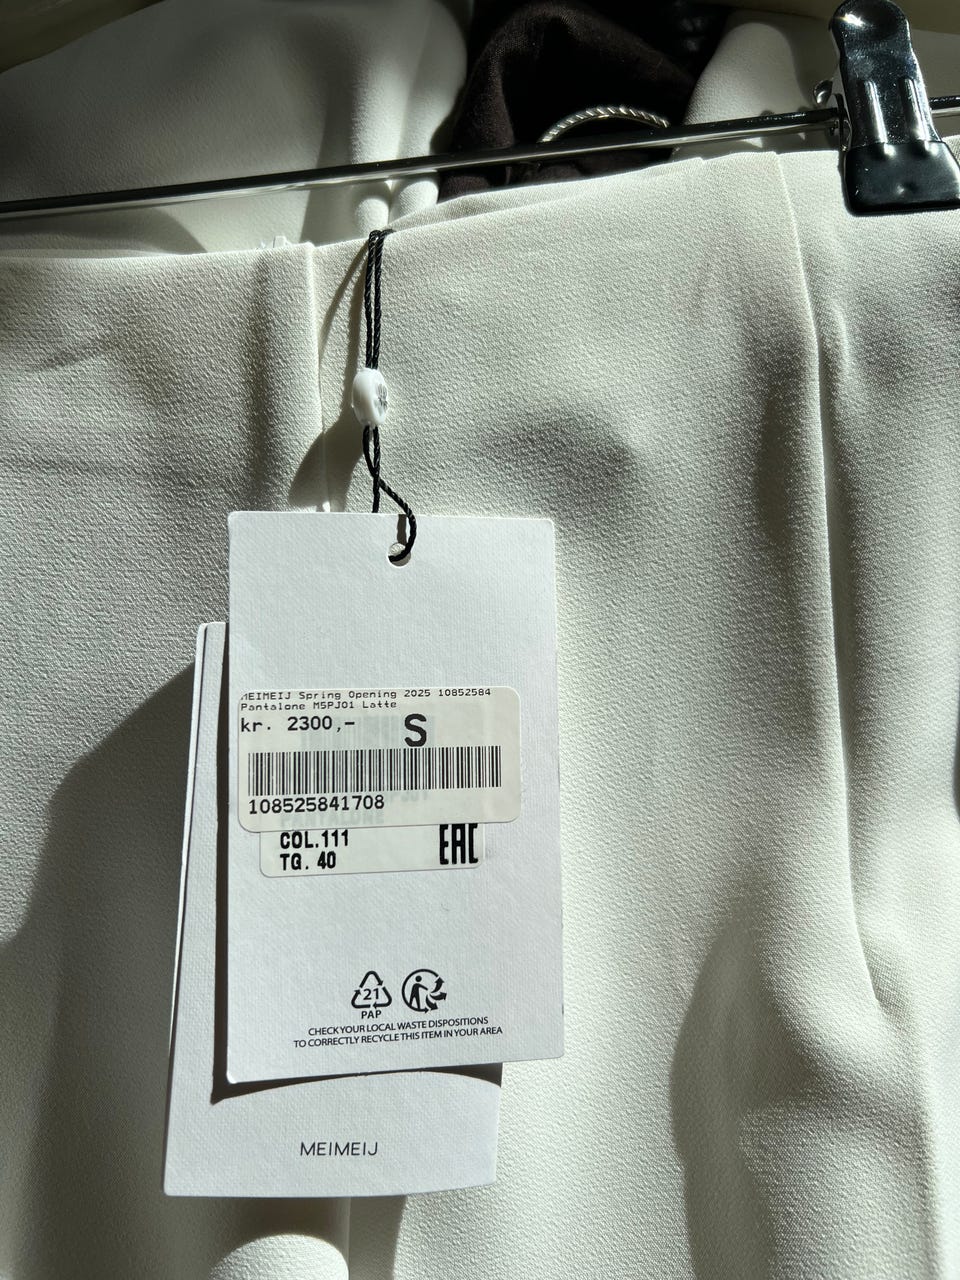 MEIMEIJ Spring Opening 2025 10852584
Pantalone M5PJ01 Latte
kr. 2300,- S
108525841708
COL.111
TG. 40
EAC
21
PAP
CHECK YOUR LOCAL WASTE DISPOSITIONS
TO CORRECTLY RECYCLE THIS ITEM IN YOUR AREA
MEIMEIJ